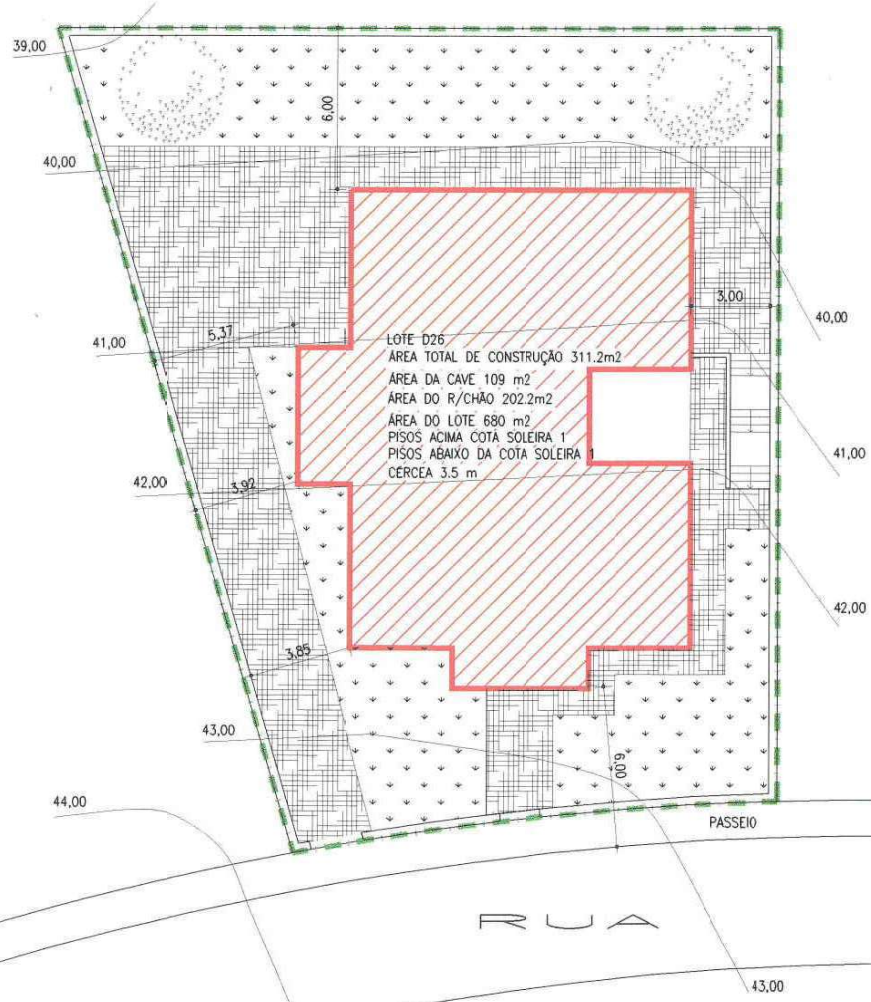 39,00
40,00
6,00
3,00
40,00
41,00
5,37
LOTE D26
ÁREA TOTAL DE CONSTRUÇÃO 311.2m2
ÁREA DA CAVE 109 m2
ÁREA DO R/CHÃO 202.2m2
ÁREA DO LOTE 680 m2
PISOS ACIMA COTA SOLEIRA 1
PISOS ABAIXO DA COTA SOLEIRA 1
CÉRCEA 3.5 m
41,00
42,00
3,92
42,00
3,85
43,00
6,00
44,00
PASSEIO
RUA
43,00